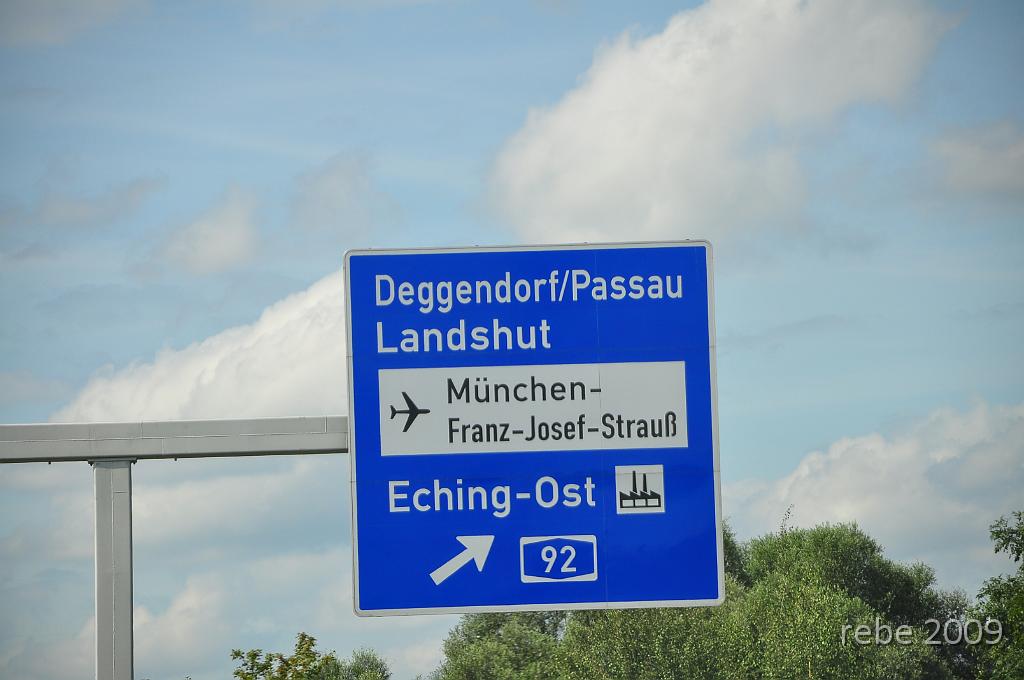 Deggendorf/Passau
Landshut
München-
Franz-Josef-Strauß
Eching-Ost
92
rebe 2009